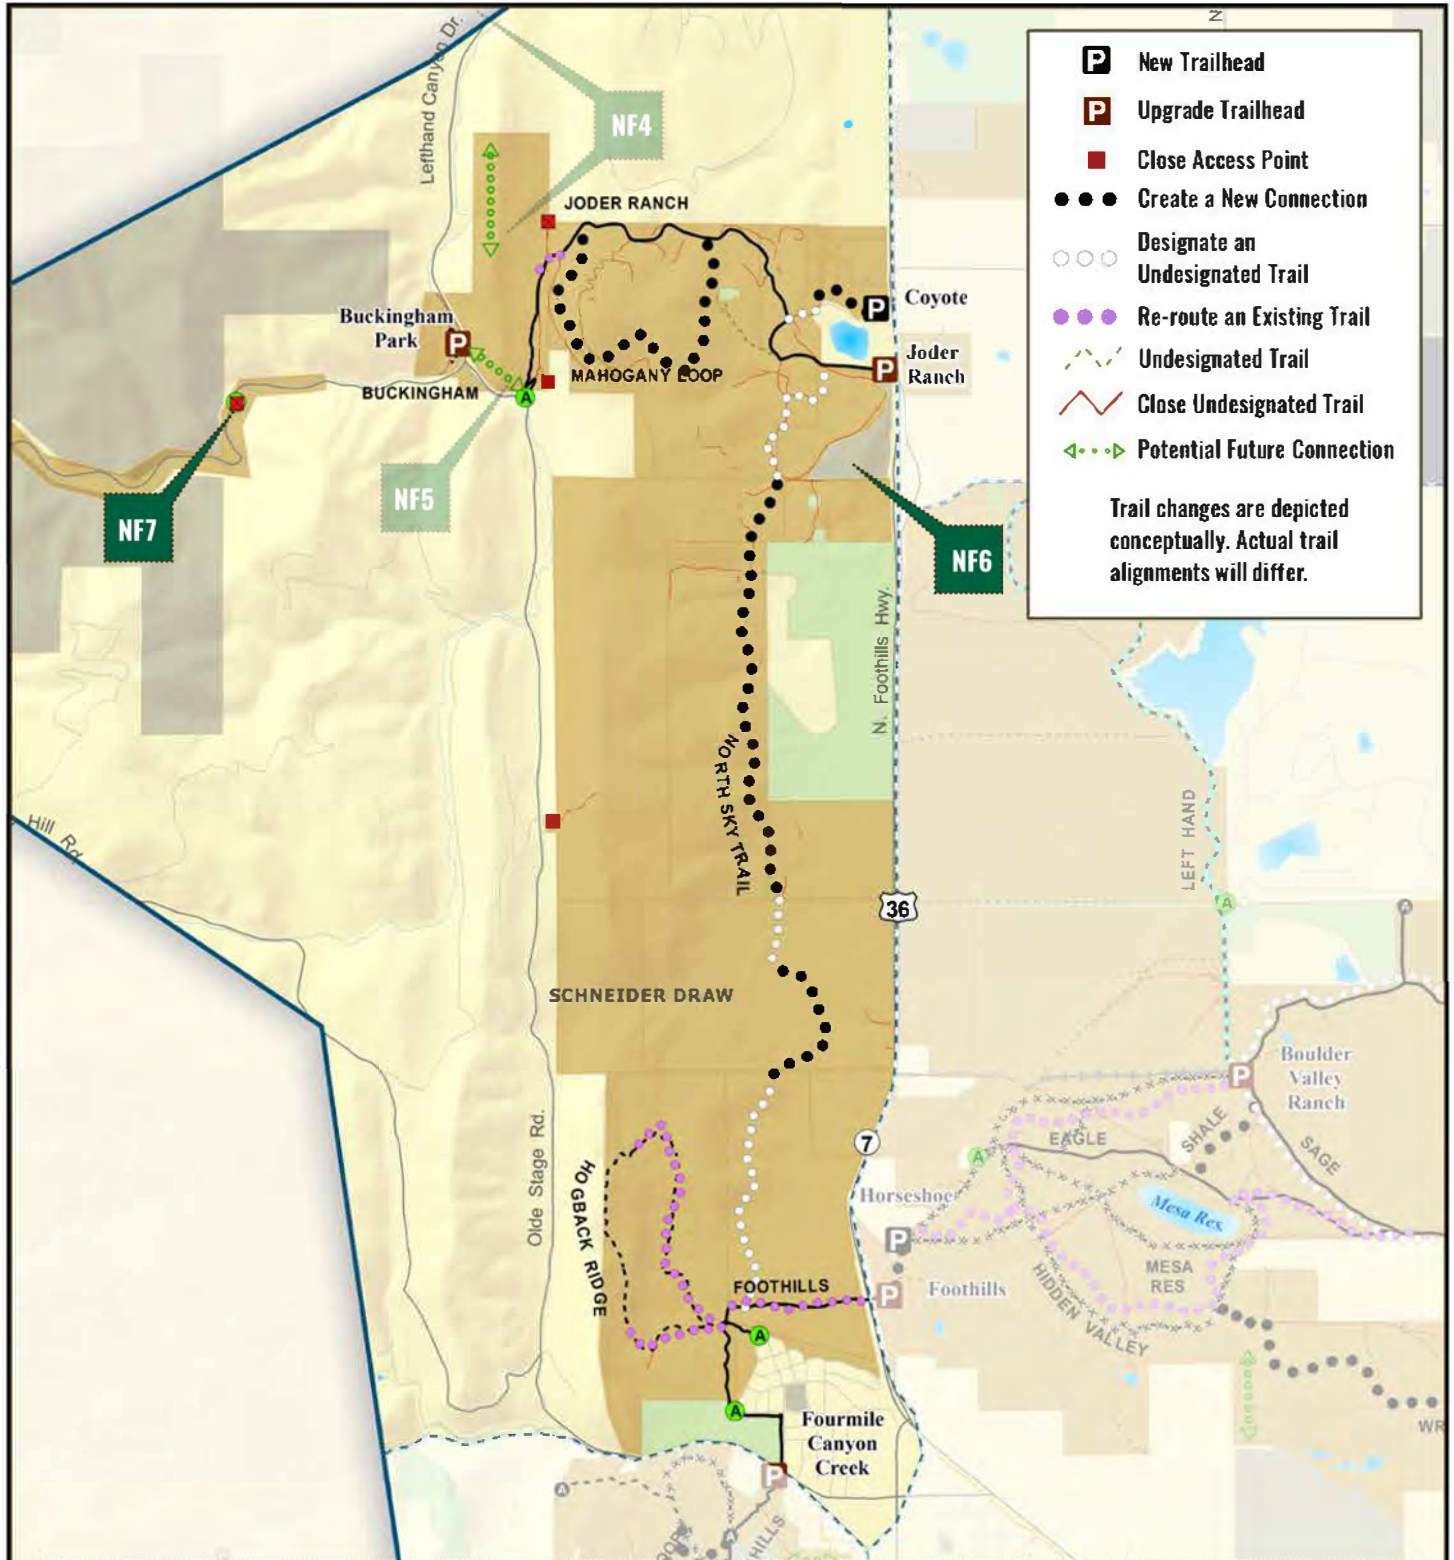 N
P New Trailhead
P Upgrade Trailhead
Close Access Point
Create a New Connection
Designate an
Undesignated Trail
Re-route an Existing Trail
Undesignated Trail
Close Undesignated Trail
Potential Future Connection
Trail changes are depicted
conceptually. Actual trail
alignments will differ.
Lefthand Canyon Dr.
NF4
JODER RANCH
Buckingham
Park
P
P
Coyote
Joder
Ranch
P
MAHOGANY LOOP
BUCKINGHAM
A
NF5
NF7
NF6
N. Foothills Hwy.
NORTH SKY TRAIL
Hill Rd
LEFT HAND
A
A
36
SCHNEIDER DRAW
Boulder
Valley
Ranch
P
Olde Stage Rd.
7
EAGLE
SHALE
SAGE
A
HOGBACK RIDGE
Horseshoe
P
Mesa Res.
MESA
RES
HIDDEN VALLEY
FOOTHILLS
P
Foothills
A
A
Fourmile
Canyon
Creek
P
WR
A
A
HILLS